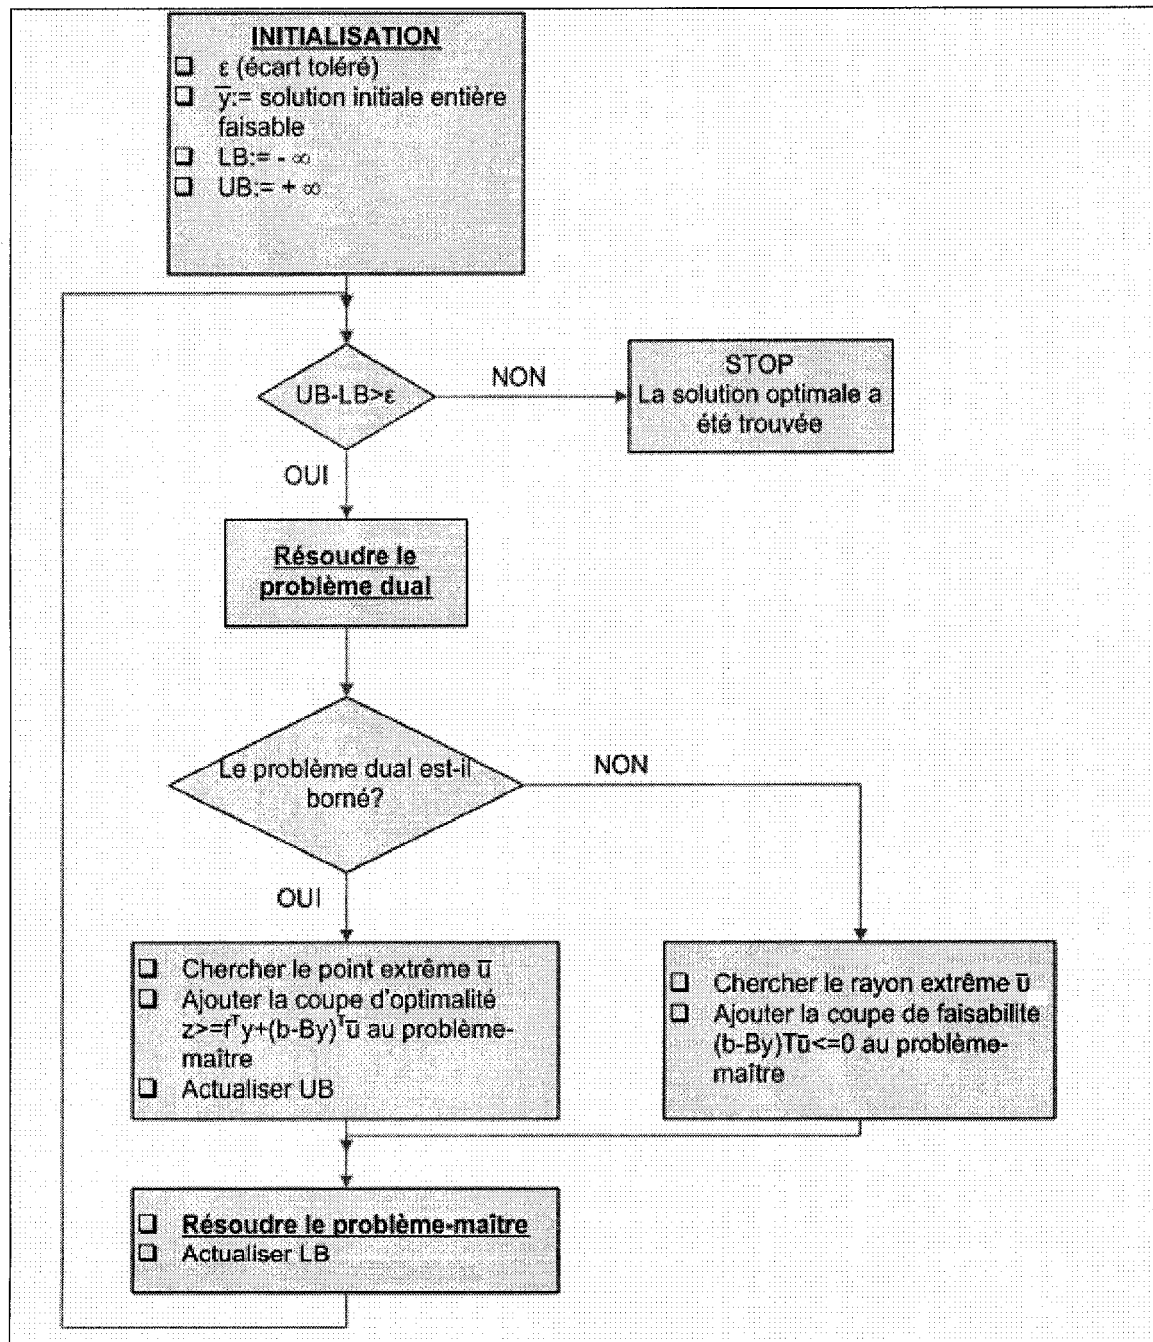 INITIALISATION
❑ ε (écart toléré)
❑ y̅:= solution initiale entière
faisable
❑ LB:= - ∞
❑ UB:= + ∞
UB-LB>ε
NON
STOP
La solution optimale a
été trouvée
OUI
Résoudre le
problème dual
Le problème dual est-il
borné?
NON
OUI
❑ Chercher le point extrême u̅
❑ Ajouter la coupe d'optimalité
z>=fᵀy+(b-By)ᵀu̅ au problème-
maître
❑ Actualiser UB
❑ Chercher le rayon extrême u̅
❑ Ajouter la coupe de faisabilite
(b-By)Tu̅<=0 au problème-
maître
❑ Résoudre le problème-maître
❑ Actualiser LB